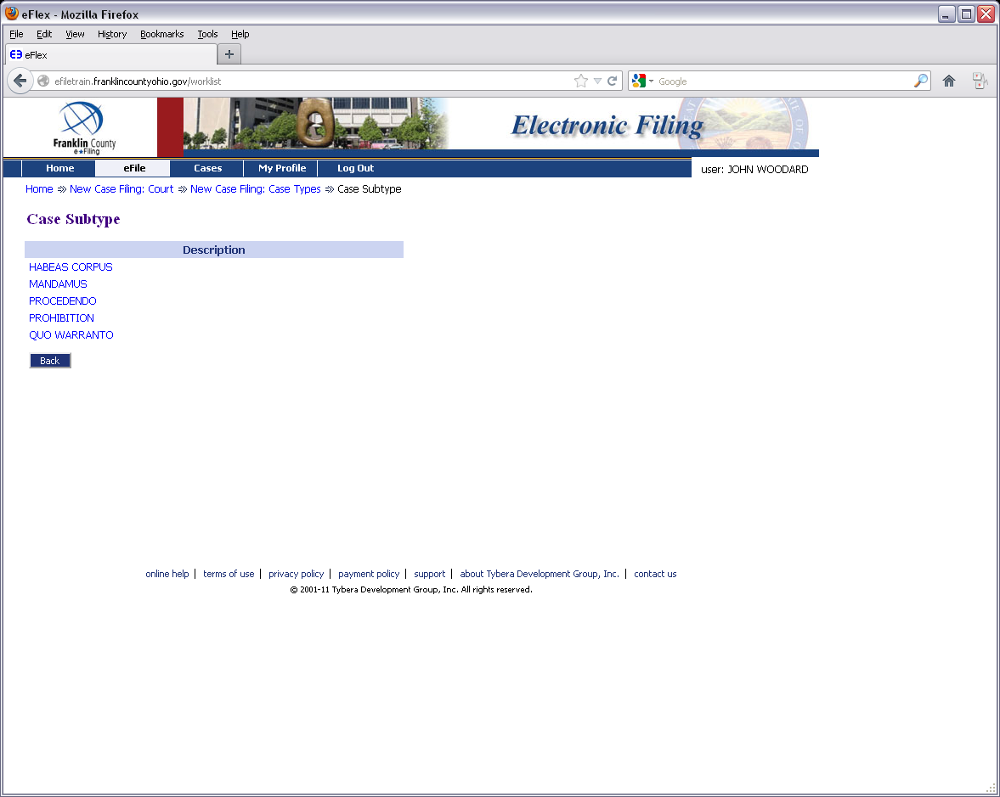 eFlex - Mozilla Firefox
File Edit View History Bookmarks Tools Help
eFlex
efiletrain.franklincountyohio.gov/worklist
Google
Franklin County
e★Filing
Electronic Filing
Home eFile Cases My Profile Log Out
user: JOHN WOODARD
Home ⇒ New Case Filing: Court ⇒ New Case Filing: Case Types ⇒ Case Subtype
Case Subtype
Description
HABEAS CORPUS
MANDAMUS
PROCEDENDO
PROHIBITION
QUO WARRANTO
Back
online help | terms of use | privacy policy | payment policy | support | about Tybera Development Group, Inc. | contact us
© 2001-11 Tybera Development Group, Inc. All rights reserved.